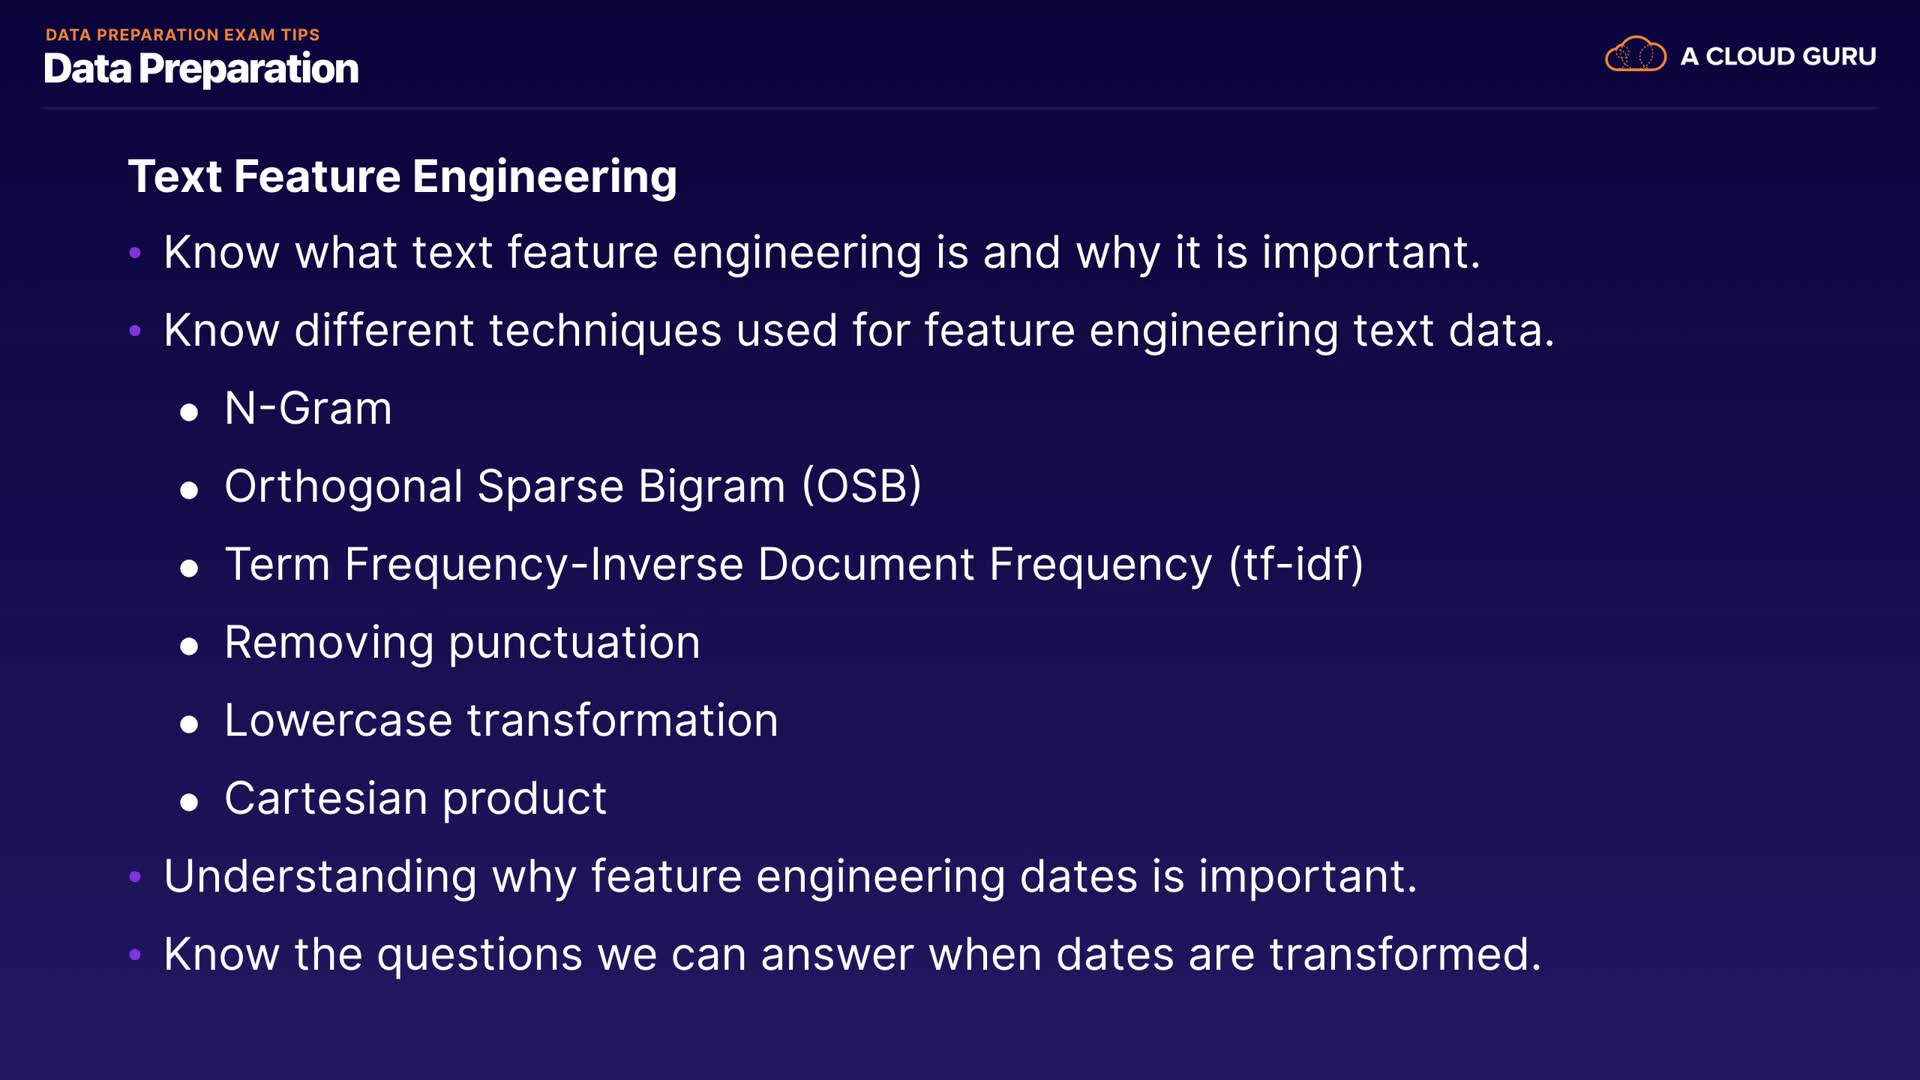 DATA PREPARATION EXAM TIPS
Data Preparation
A CLOUD GURU
Text Feature Engineering
• Know what text feature engineering is and why it is important.
• Know different techniques used for feature engineering text data.
• N-Gram
• Orthogonal Sparse Bigram (OSB)
• Term Frequency-Inverse Document Frequency (tf-idf)
• Removing punctuation
• Lowercase transformation
• Cartesian product
• Understanding why feature engineering dates is important.
• Know the questions we can answer when dates are transformed.